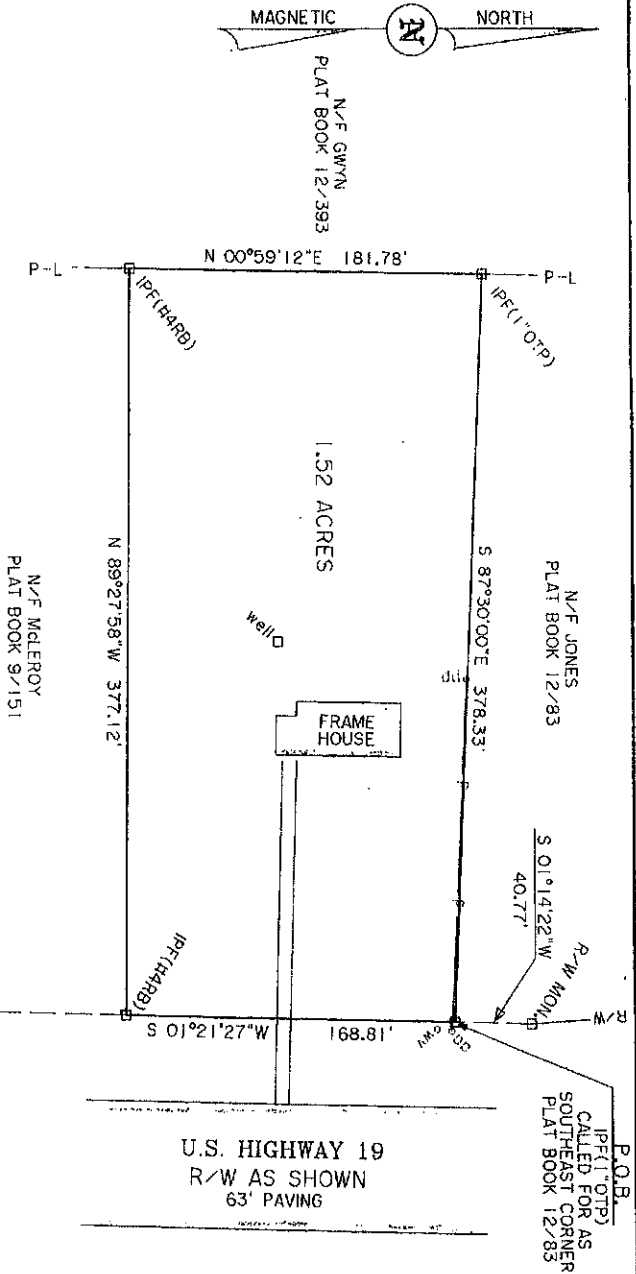 MAGNETIC
N
NORTH
N/F GWYN
PLAT BOOK 12/393
N 00°59'12"E 181.78'
P-L
P-L
IPF(#4RB)
IPF(1"OTP)
1.52 ACRES
S 87°30'00"E 378.33'
N/F JONES
PLAT BOOK 12/83
well
pp
FRAME
HOUSE
N 89°27'58"W 377.12'
N/F McLEROY
PLAT BOOK 9/151
S 01°14'22"W
40.77'
R/W MON.
R/W
IPF(#4RB)
S 01°21'27"W 168.81'
P.O.B.
IPF(1"OTP)
CALLED FOR AS
SOUTHEAST CORNER
PLAT BOOK 12/83
U.S. HIGHWAY 19
R/W AS SHOWN
63' PAVING